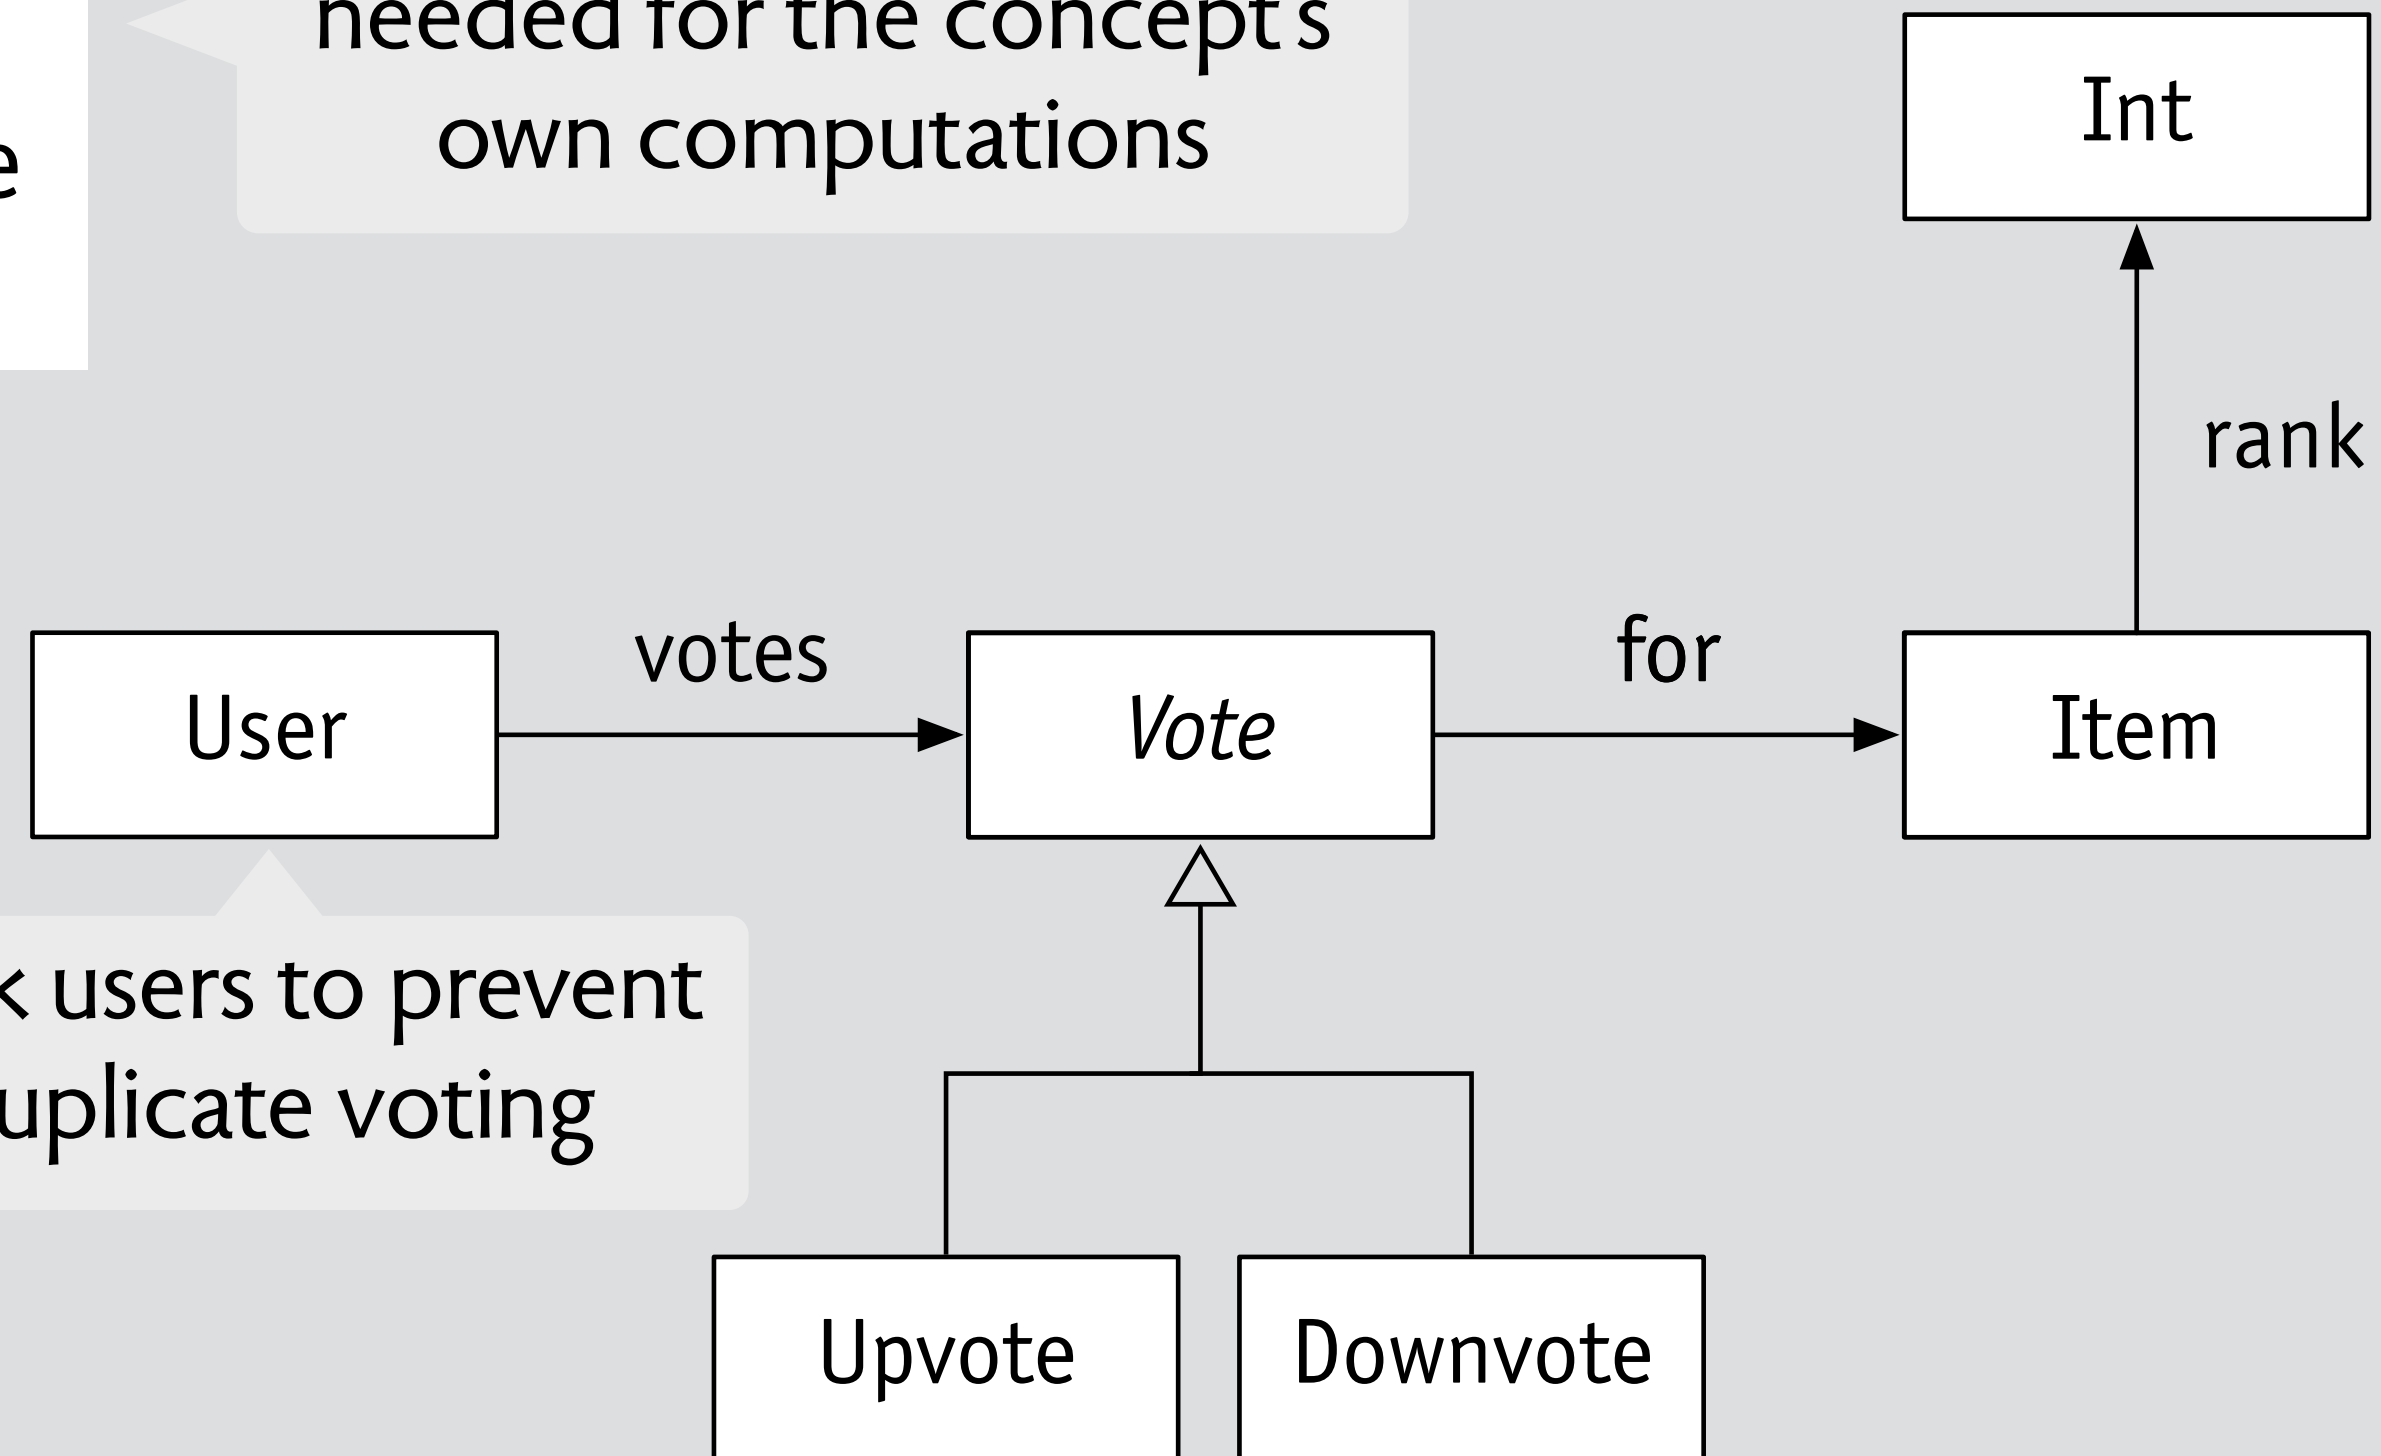 needed for the concept's
own computations
e
Int
rank
User
votes
Vote
for
Item
k users to prevent
uplicate voting
Upvote
Downvote